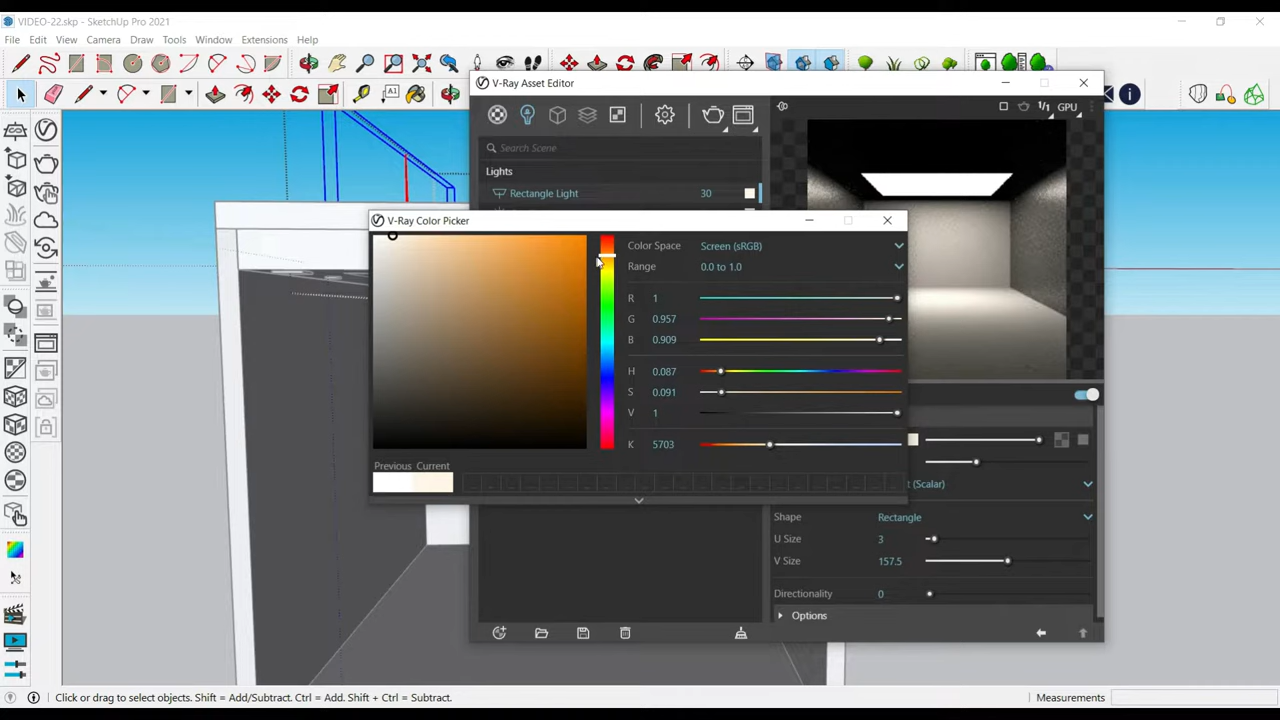 VIDEO-22.skp - SketchUp Pro 2021
File Edit View Camera Draw Tools Window Extensions Help
V-Ray Asset Editor
1/1 GPU
Search Scene
Lights
Rectangle Light 30
V-Ray Color Picker
Color Space Screen (sRGB)
Range 0.0 to 1.0
R 1
G 0.957
B 0.909
H 0.087
S 0.091
V 1
K 5703
Previous Current
t (Scalar)
Shape Rectangle
U Size 3
V Size 157.5
Directionality 0
Options
Click or drag to select objects. Shift = Add/Subtract. Ctrl = Add. Shift + Ctrl = Subtract.
Measurements